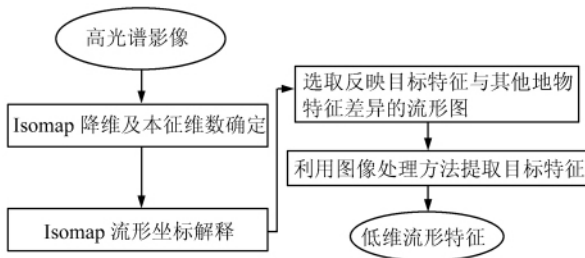 高光谱影像
Isomap 降维及本征维数确定
Isomap 流形坐标解释
选取反映目标特征与其他地物
特征差异的流形图
利用图像处理方法提取目标特征
低维流形特征